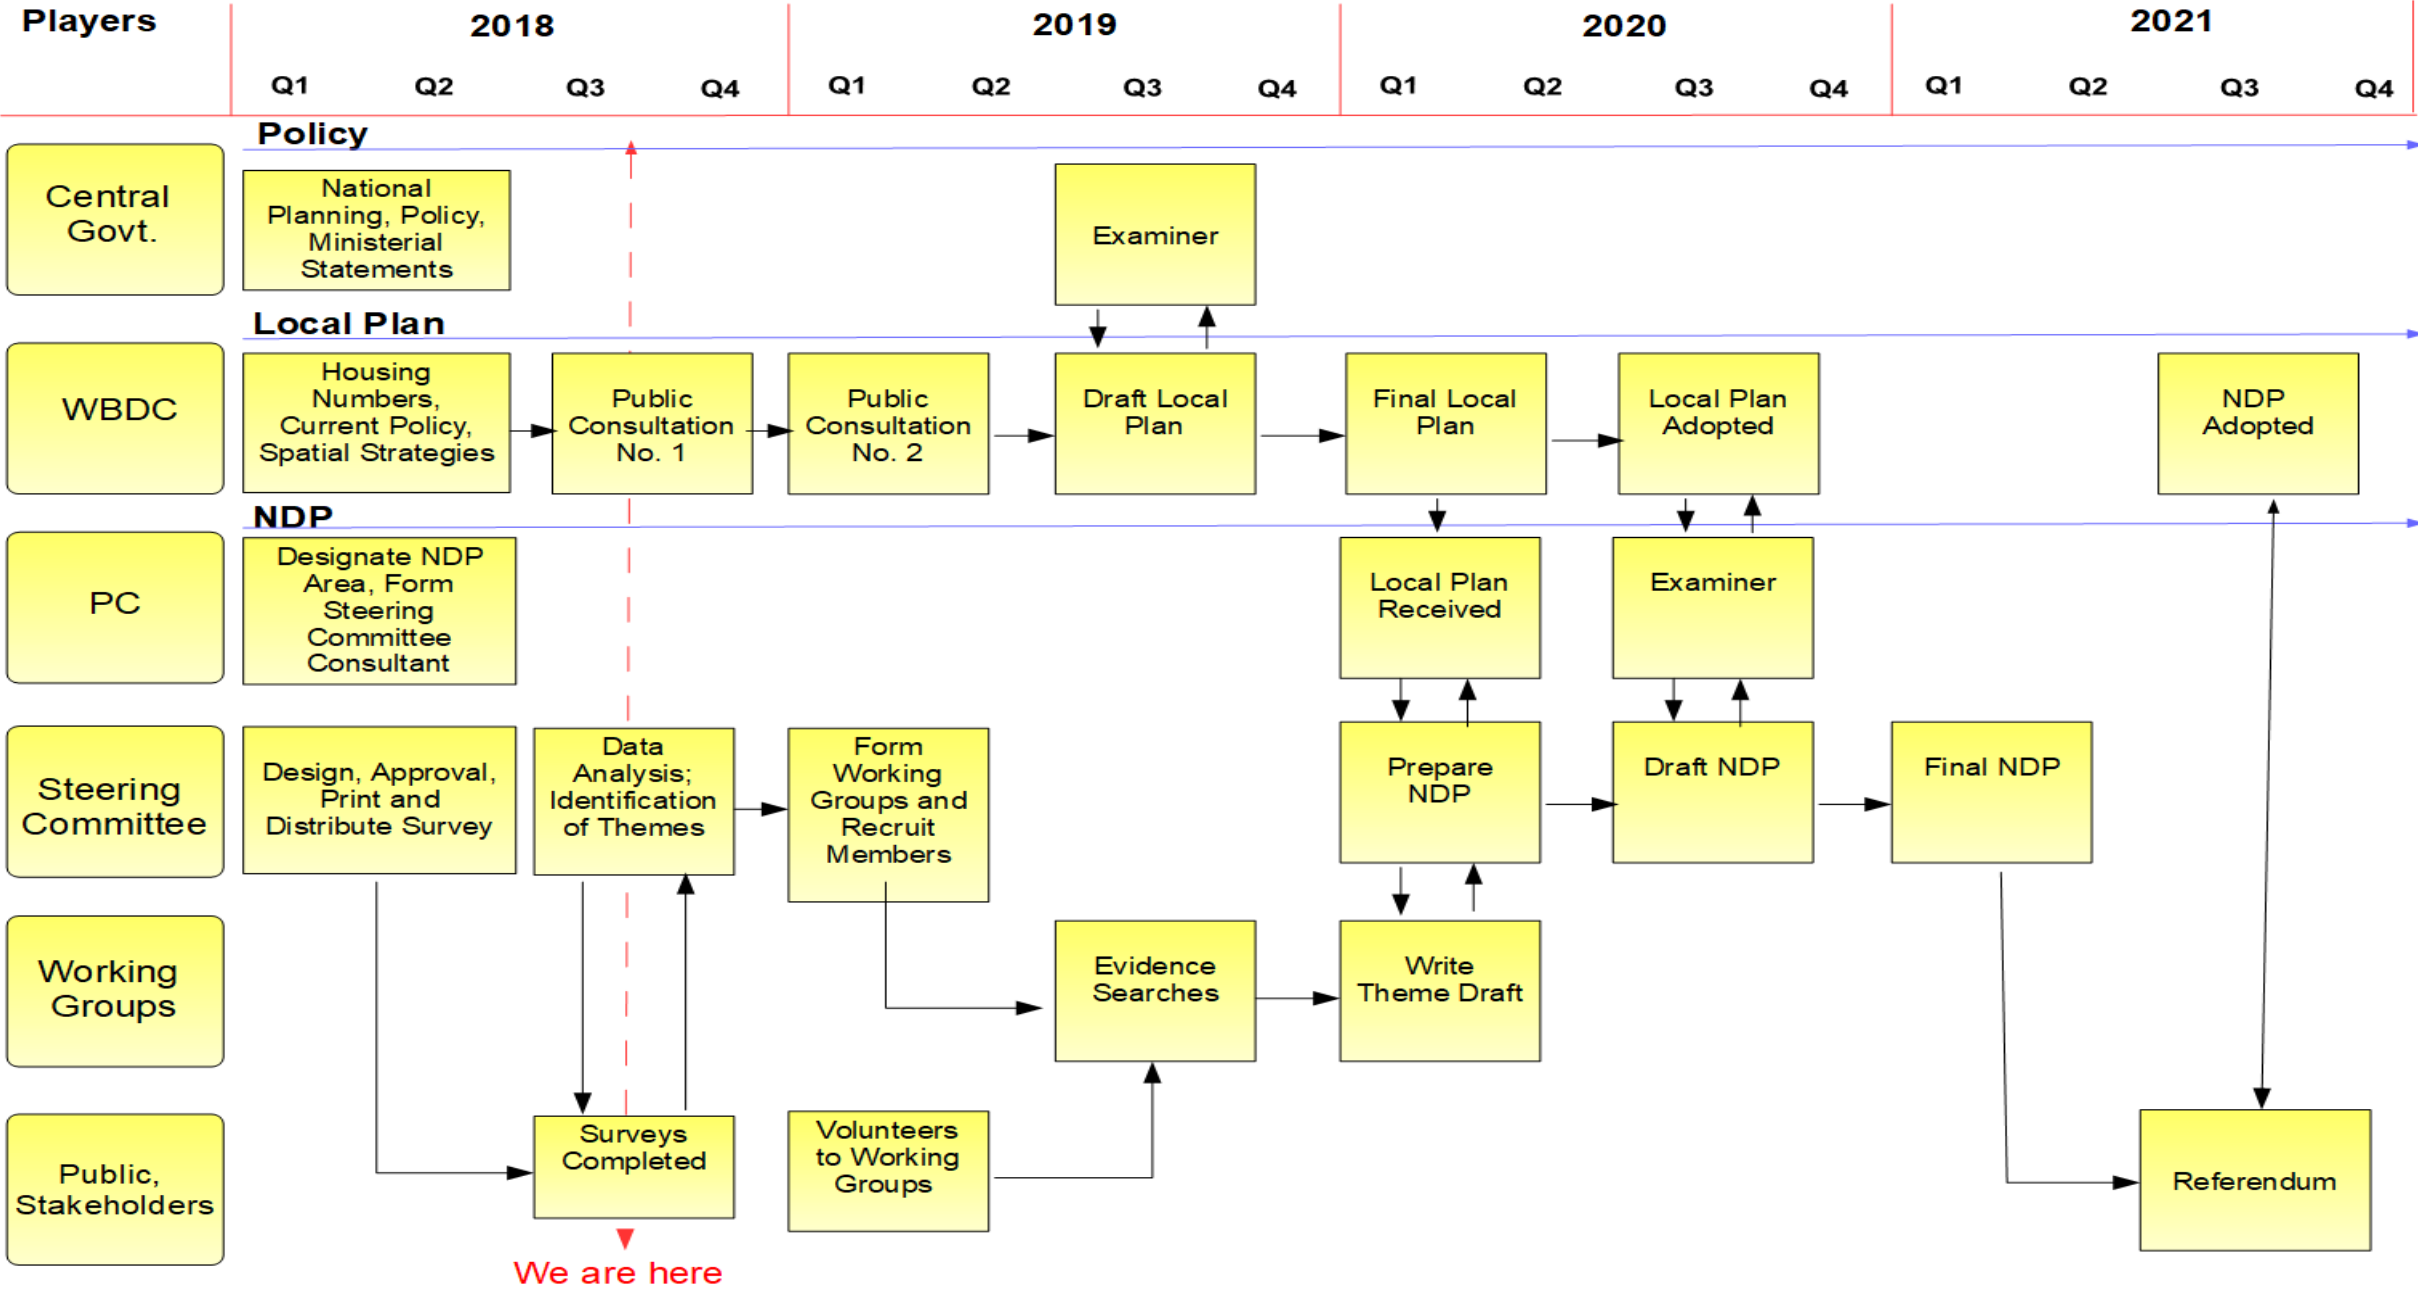 Players
2018
2019
2020
2021
Q1 Q2 Q3 Q4 Q1 Q2 Q3 Q4 Q1 Q2 Q3 Q4 Q1 Q2 Q3 Q4
Policy
Central
Govt.
National
Planning, Policy,
Ministerial
Statements
Examiner
Local Plan
WBDC
Housing
Numbers,
Current Policy,
Spatial Strategies
Public
Consultation
No. 1
Public
Consultation
No. 2
Draft Local
Plan
Final Local
Plan
Local Plan
Adopted
NDP
Adopted
NDP
PC
Designate NDP
Area, Form
Steering
Committee
Consultant
Local Plan
Received
Examiner
Steering
Committee
Design, Approval,
Print and
Distribute Survey
Data
Analysis;
Identification
of Themes
Form
Working
Groups and
Recruit
Members
Prepare
NDP
Draft NDP
Final NDP
Working
Groups
Evidence
Searches
Write
Theme Draft
Public,
Stakeholders
Surveys
Completed
Volunteers
to Working
Groups
Referendum
We are here